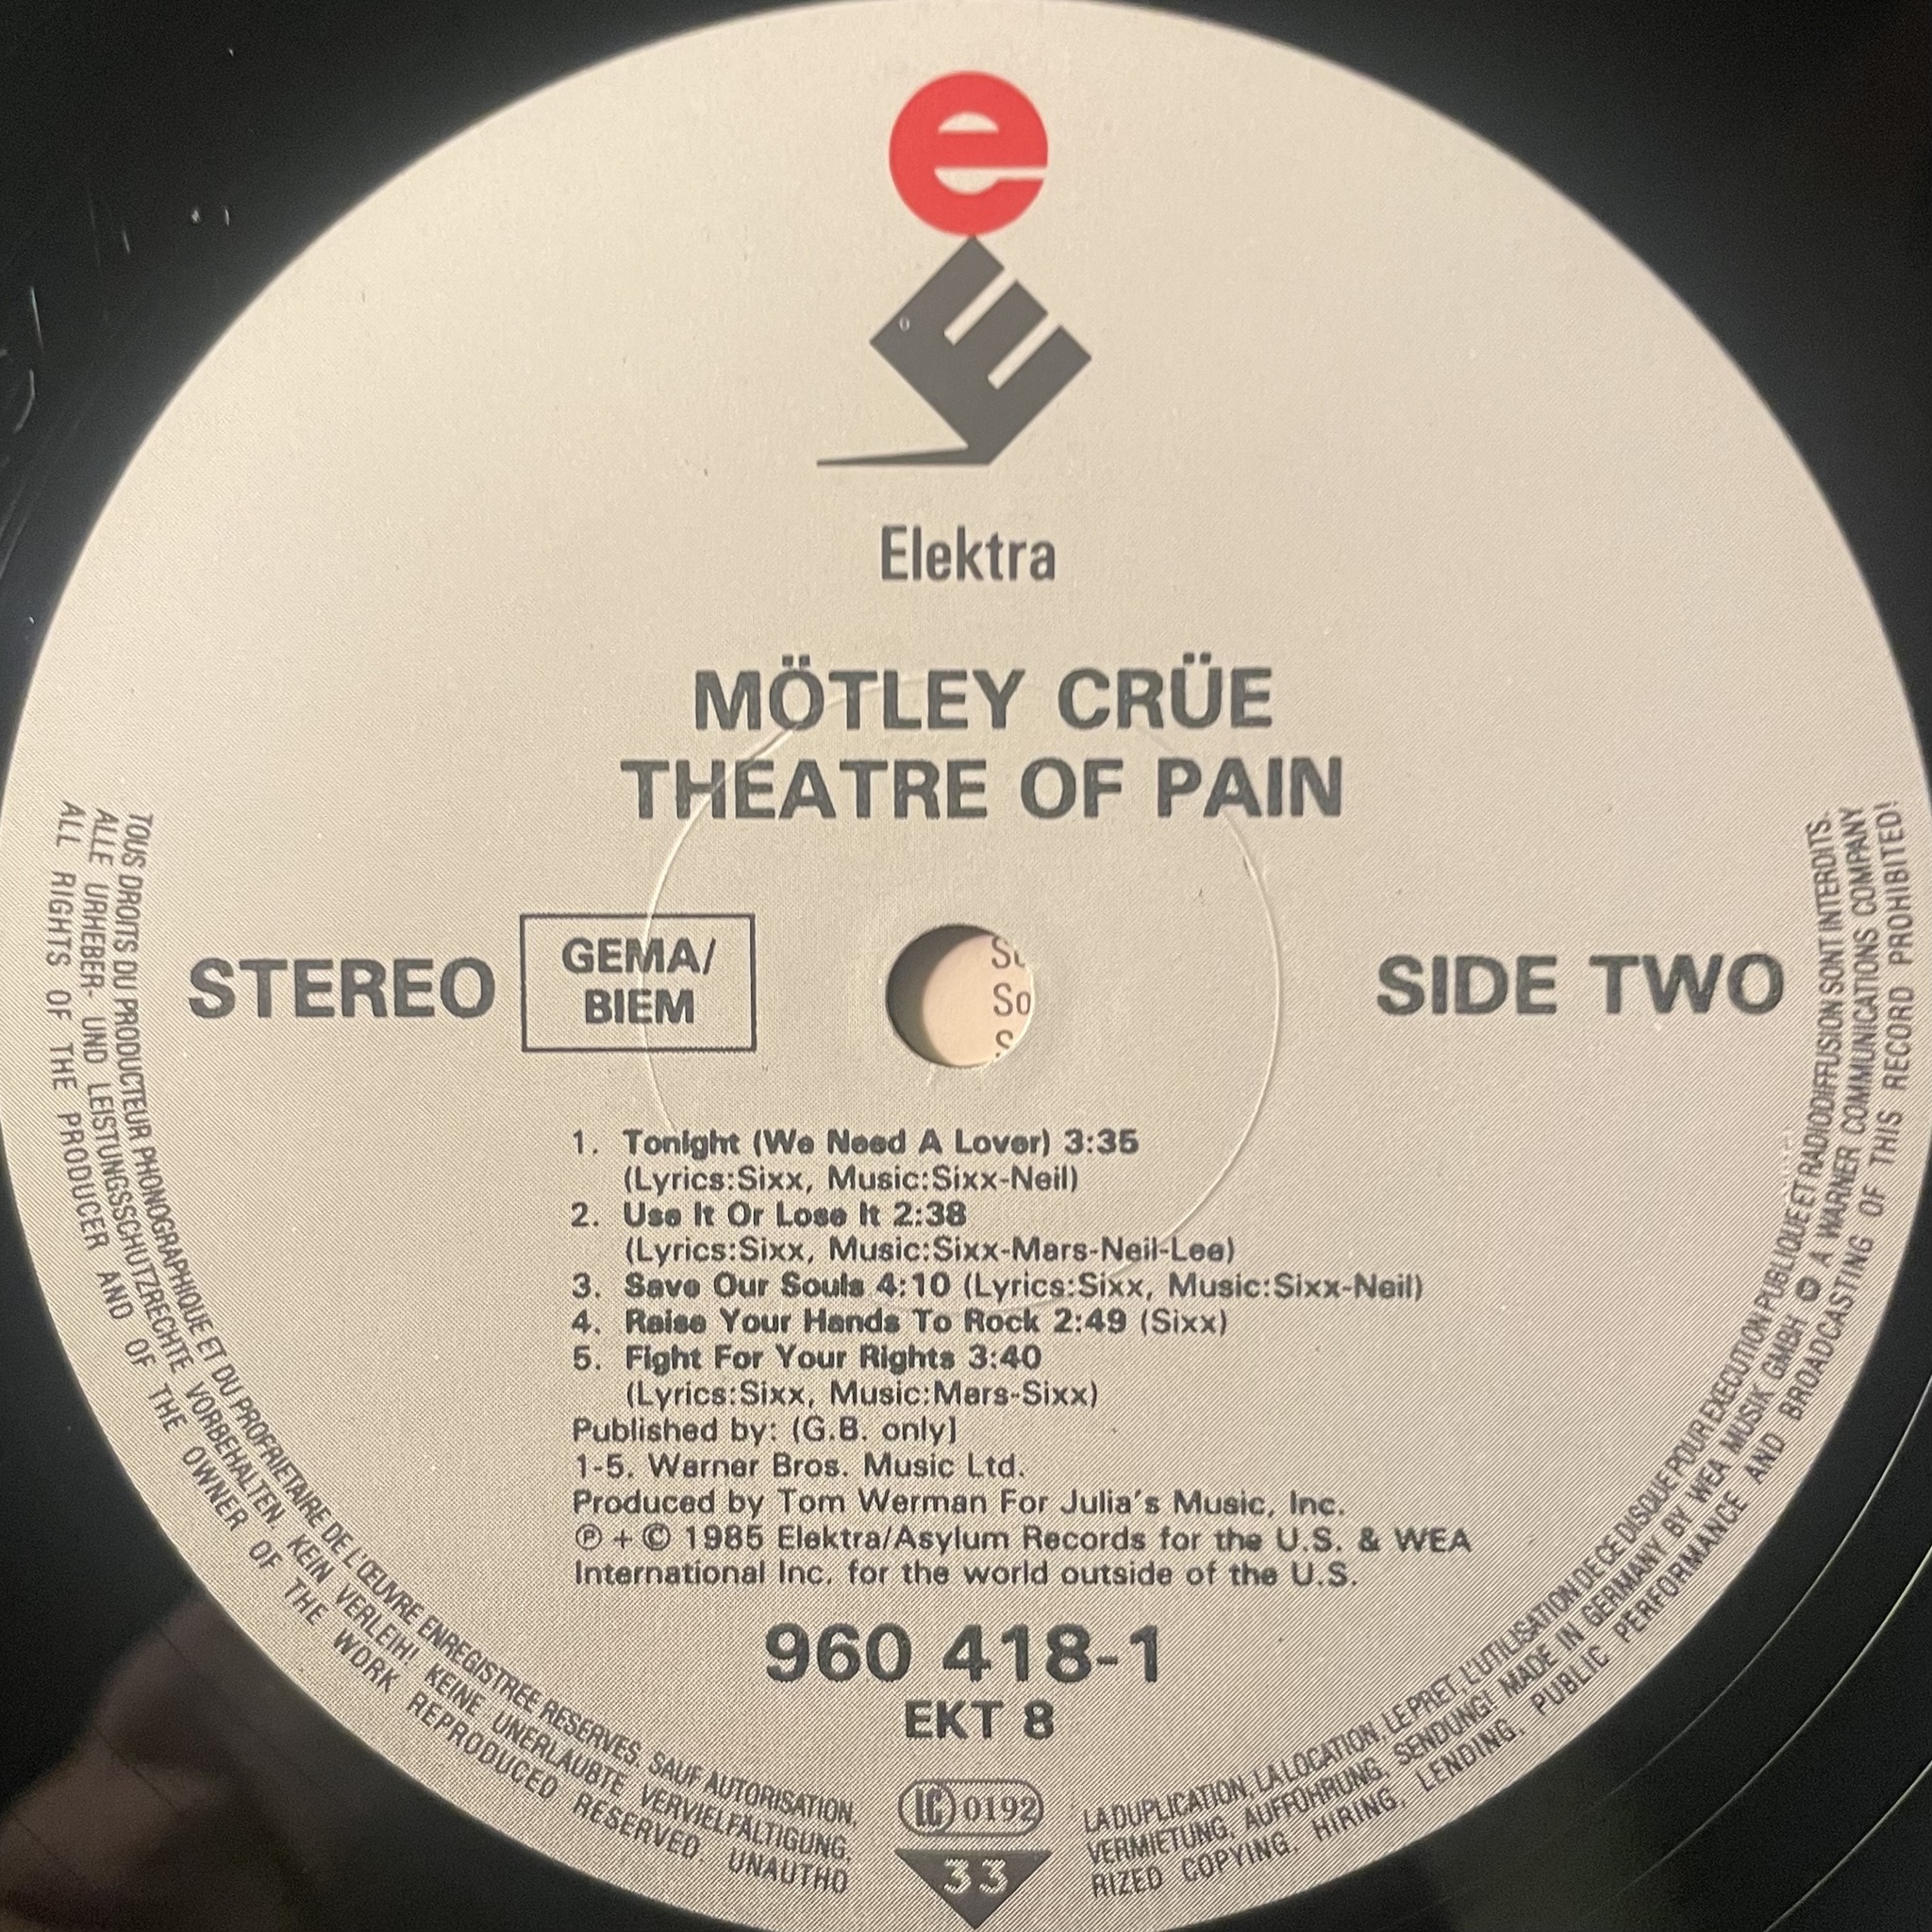 e
E
Elektra
MÖTLEY CRÜE
THEATRE OF PAIN
STEREO
GEMA/
BIEM
SIDE TWO
1. Tonight (We Need A Lover) 3:35
(Lyrics:Sixx, Music:Sixx-Neil)
2. Use It Or Lose It 2:38
(Lyrics:Sixx, Music:Sixx-Mars-Neil-Lee)
3. Save Our Souls 4:10 (Lyrics:Sixx, Music:Sixx-Neil)
4. Raise Your Hands To Rock 2:49 (Sixx)
5. Fight For Your Rights 3:40
(Lyrics:Sixx, Music:Mars-Sixx)
Published by: (G.B. only)
1-5. Warner Bros. Music Ltd.
Produced by Tom Werman For Julia's Music, Inc.
℗ + © 1985 Elektra/Asylum Records for the U.S. & WEA
International Inc. for the world outside of the U.S.
960 418-1
EKT 8
LC 0192
33
TOUS DROITS DU PRODUCTEUR PHONOGRAPHIQUE ET DU PROPRIETAIRE DE L'ŒUVRE ENREGISTREE RESERVES. SAUF AUTORISATION, LA DUPLICATION, LA LOCATION, LE PRET, L'UTILISATION DE CE DISQUE POUR EXECUTION PUBLIQUE ET RADIODIFFUSION SONT INTERDITS.
ALLE URHEBER- UND LEISTUNGSSCHUTZRECHTE VORBEHALTEN. KEIN VERLEIH! KEINE UNERLAUBTE VERVIELFÄLTIGUNG, VERMIETUNG, AUFFÜHRUNG, SENDUNG! MADE IN GERMANY BY WEA MUSIK GMBH A WARNER COMMUNICATIONS COMPANY
ALL RIGHTS OF THE PRODUCER AND OF THE OWNER OF THE WORK REPRODUCED RESERVED. UNAUTHORIZED COPYING, HIRING, LENDING, PUBLIC PERFORMANCE AND BROADCASTING OF THIS RECORD PROHIBITED!